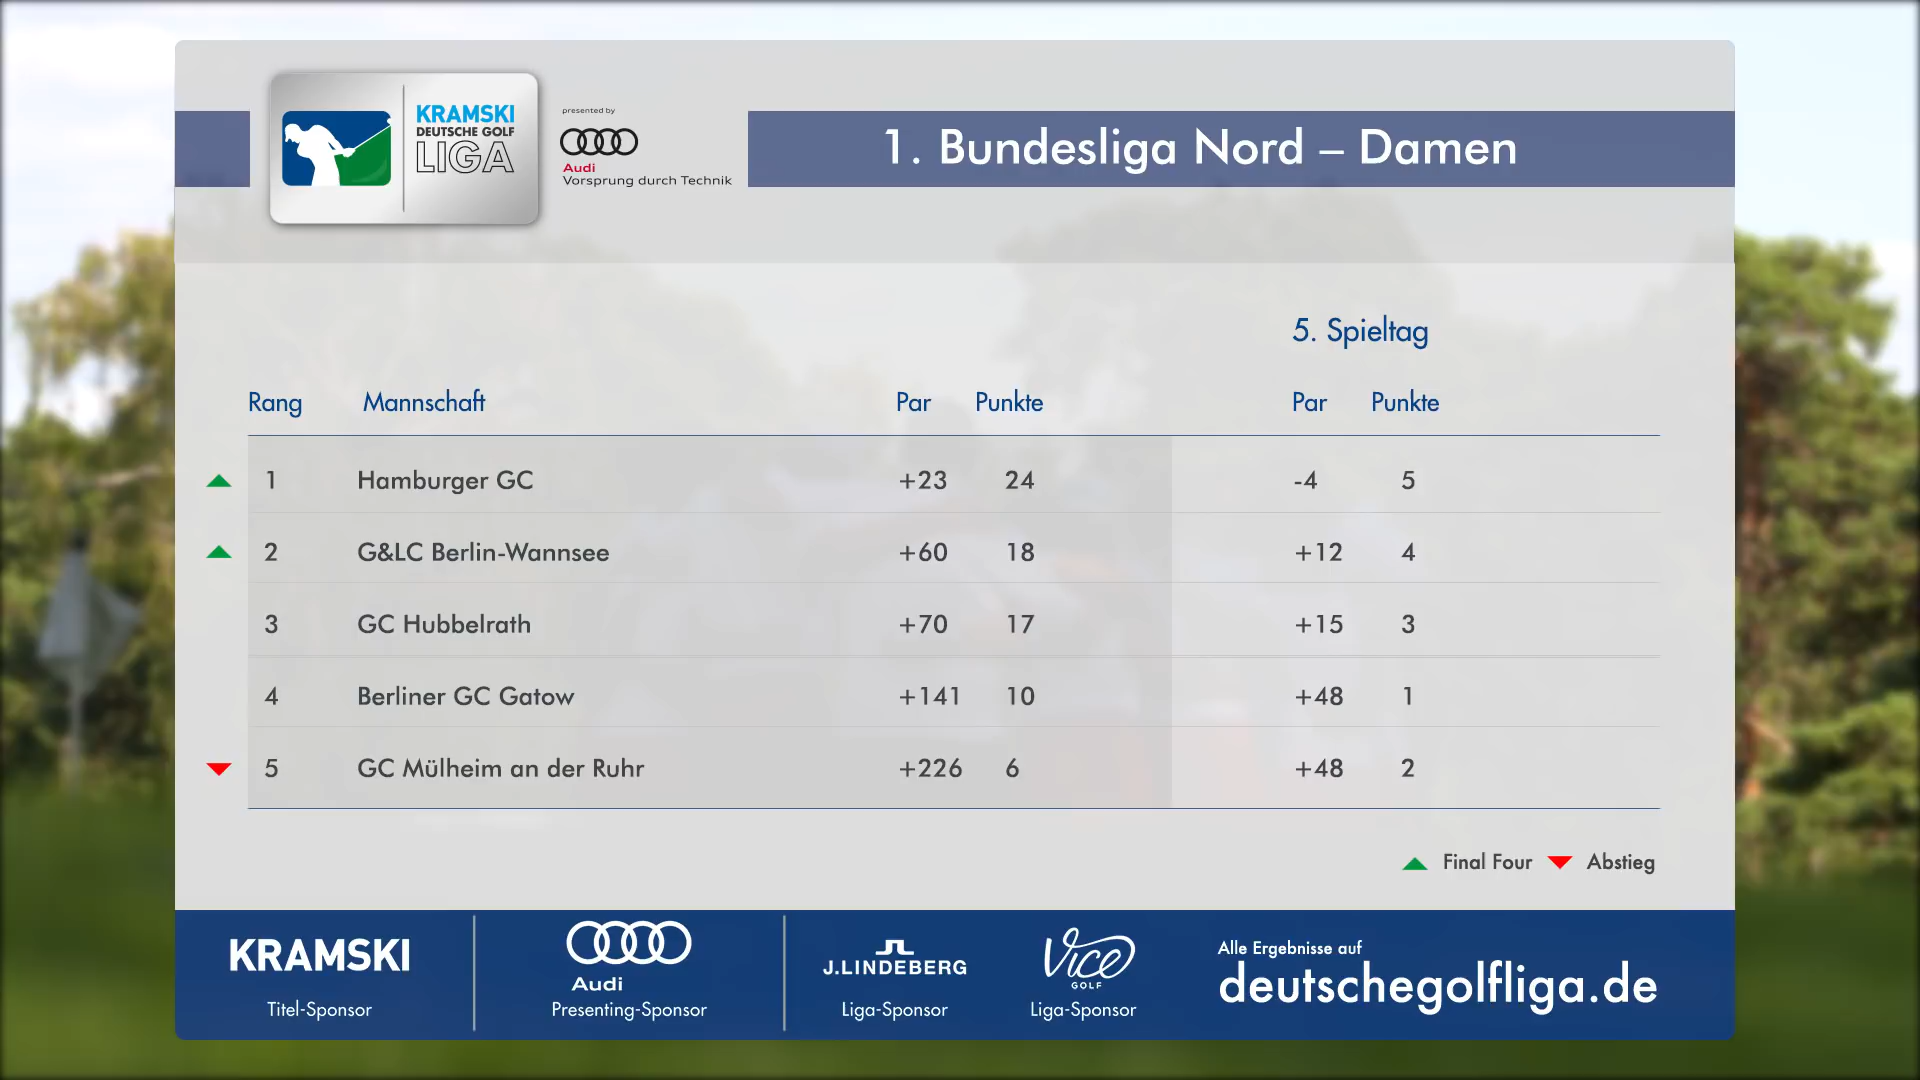 KRAMSKI
DEUTSCHE GOLF
LIGA
presented by
Audi
Vorsprung durch Technik
1. Bundesliga Nord – Damen
5. Spieltag
Rang Mannschaft Par Punkte Par Punkte
1 Hamburger GC +23 24 -4 5
2 G&LC Berlin-Wannsee +60 18 +12 4
3 GC Hubbelrath +70 17 +15 3
4 Berliner GC Gatow +141 10 +48 1
5 GC Mülheim an der Ruhr +226 6 +48 2
Final Four Abstieg
KRAMSKI
Titel-Sponsor
Audi
Presenting-Sponsor
J.LINDEBERG
Liga-Sponsor
Vice
GOLF
Liga-Sponsor
Alle Ergebnisse auf
deutschegolfliga.de